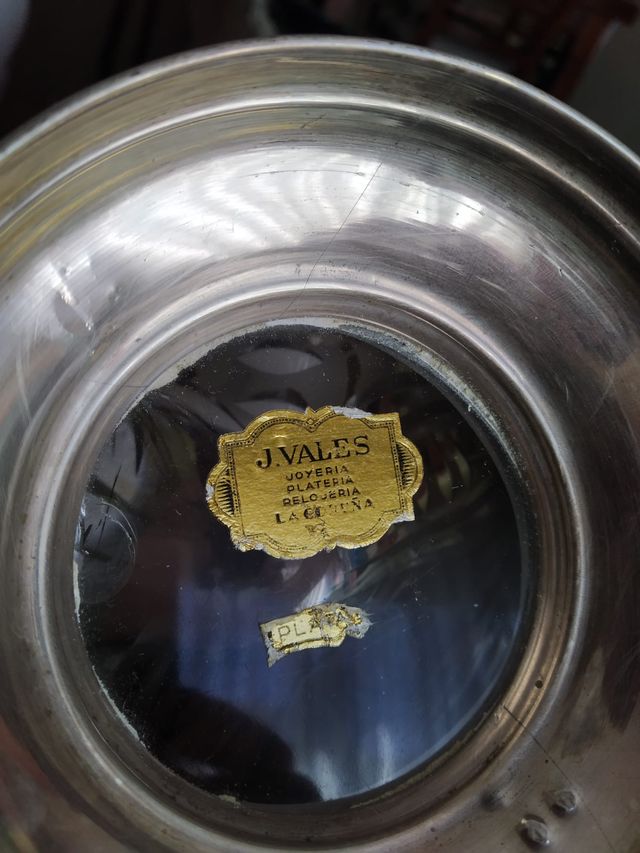 J. VALES
JOYERIA
PLATERIA
RELOJERIA
LA CORUÑA
PLATA